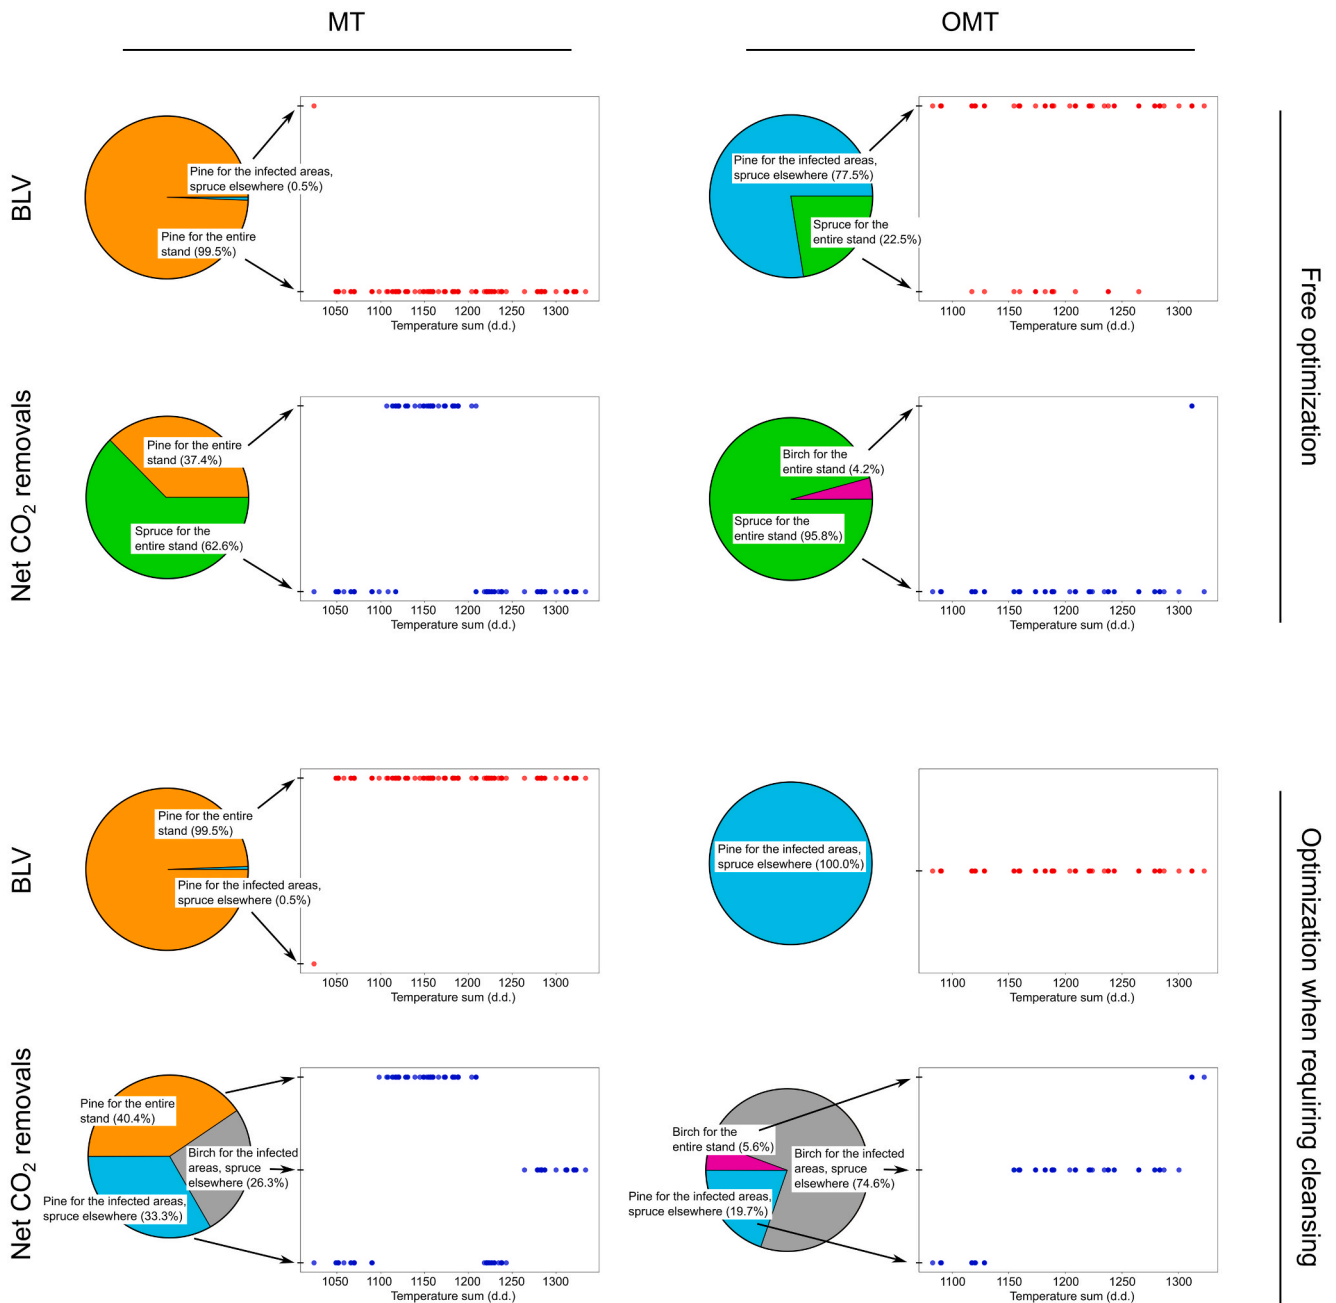 MT
OMT
BLV
Pine for the infected areas,
spruce elsewhere (0.5%)
Pine for the entire
stand (99.5%)
1050 1100 1150 1200 1250 1300
Temperature sum (d.d.)
Pine for the infected areas,
spruce elsewhere (77.5%)
Spruce for the
entire stand (22.5%)
1100 1150 1200 1250 1300
Temperature sum (d.d.)
Free optimization
Net CO₂ removals
Pine for the entire
stand (37.4%)
Spruce for the
entire stand (62.6%)
1050 1100 1150 1200 1250 1300
Temperature sum (d.d.)
Birch for the
entire stand (4.2%)
Spruce for the
entire stand (95.8%)
1100 1150 1200 1250 1300
Temperature sum (d.d.)
BLV
Pine for the entire
stand (99.5%)
Pine for the infected areas,
spruce elsewhere (0.5%)
1050 1100 1150 1200 1250 1300
Temperature sum (d.d.)
Pine for the infected areas,
spruce elsewhere (100.0%)
1100 1150 1200 1250 1300
Temperature sum (d.d.)
Optimization when requiring cleansing
Net CO₂ removals
Pine for the entire
stand (40.4%)
Birch for the infected
areas, spruce
elsewhere (26.3%)
Pine for the infected areas,
spruce elsewhere (33.3%)
1050 1100 1150 1200 1250 1300
Temperature sum (d.d.)
Birch for the
entire stand (5.6%)
Birch for the infected
areas, spruce
elsewhere (74.6%)
Pine for the infected areas,
spruce elsewhere (19.7%)
1100 1150 1200 1250 1300
Temperature sum (d.d.)